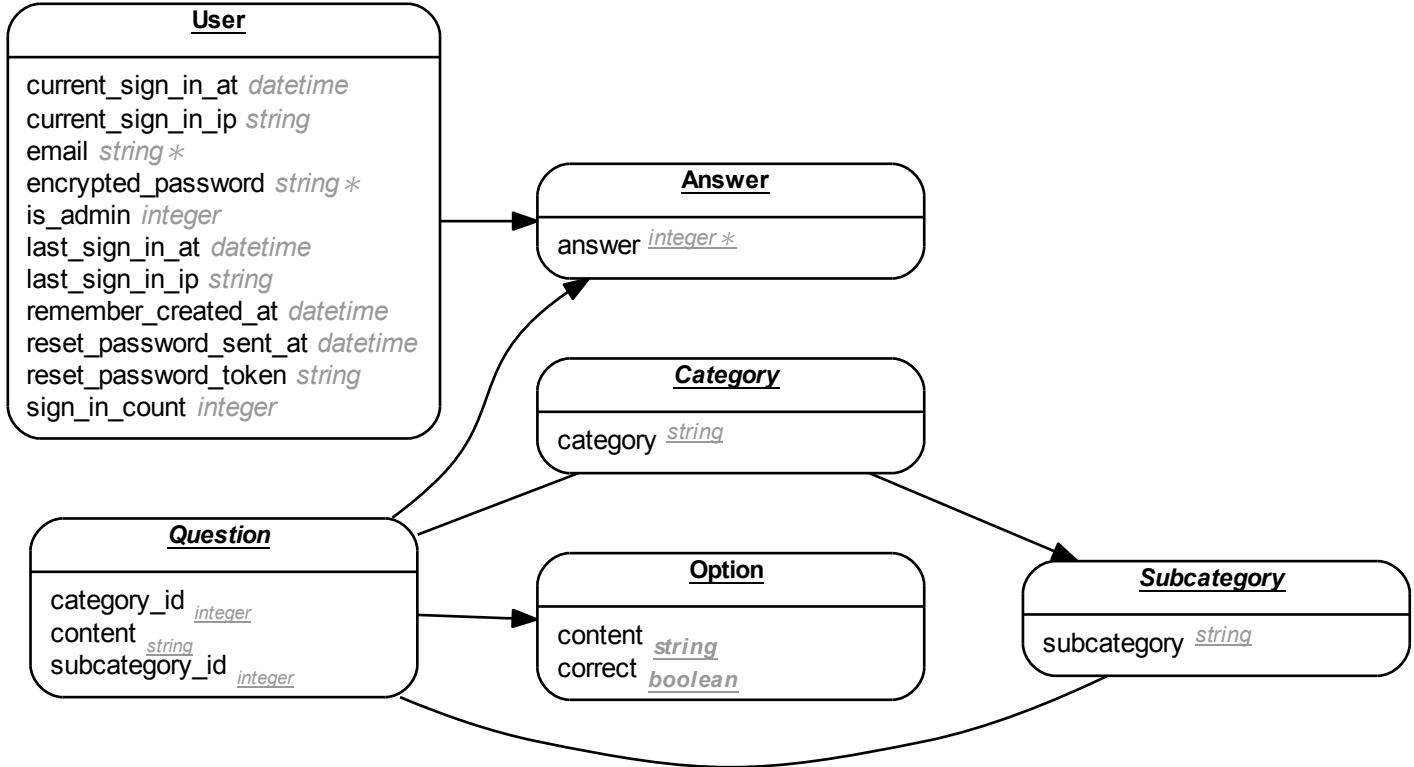 User
current_sign_in_at datetime
current_sign_in_ip string
email string ∗
encrypted_password string ∗
is_admin integer
last_sign_in_at datetime
last_sign_in_ip string
remember_created_at datetime
reset_password_sent_at datetime
reset_password_token string
sign_in_count integer
Answer
answer integer ∗
Category
category string
Question
category_id integer
content string
subcategory_id integer
Option
content string
correct boolean
Subcategory
subcategory string